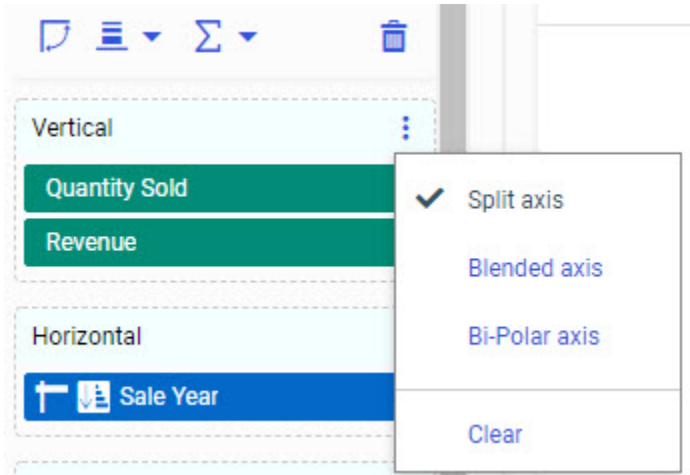 Vertical
Quantity Sold
Revenue
Split axis
Blended axis
Bi-Polar axis
Clear
Horizontal
Sale Year